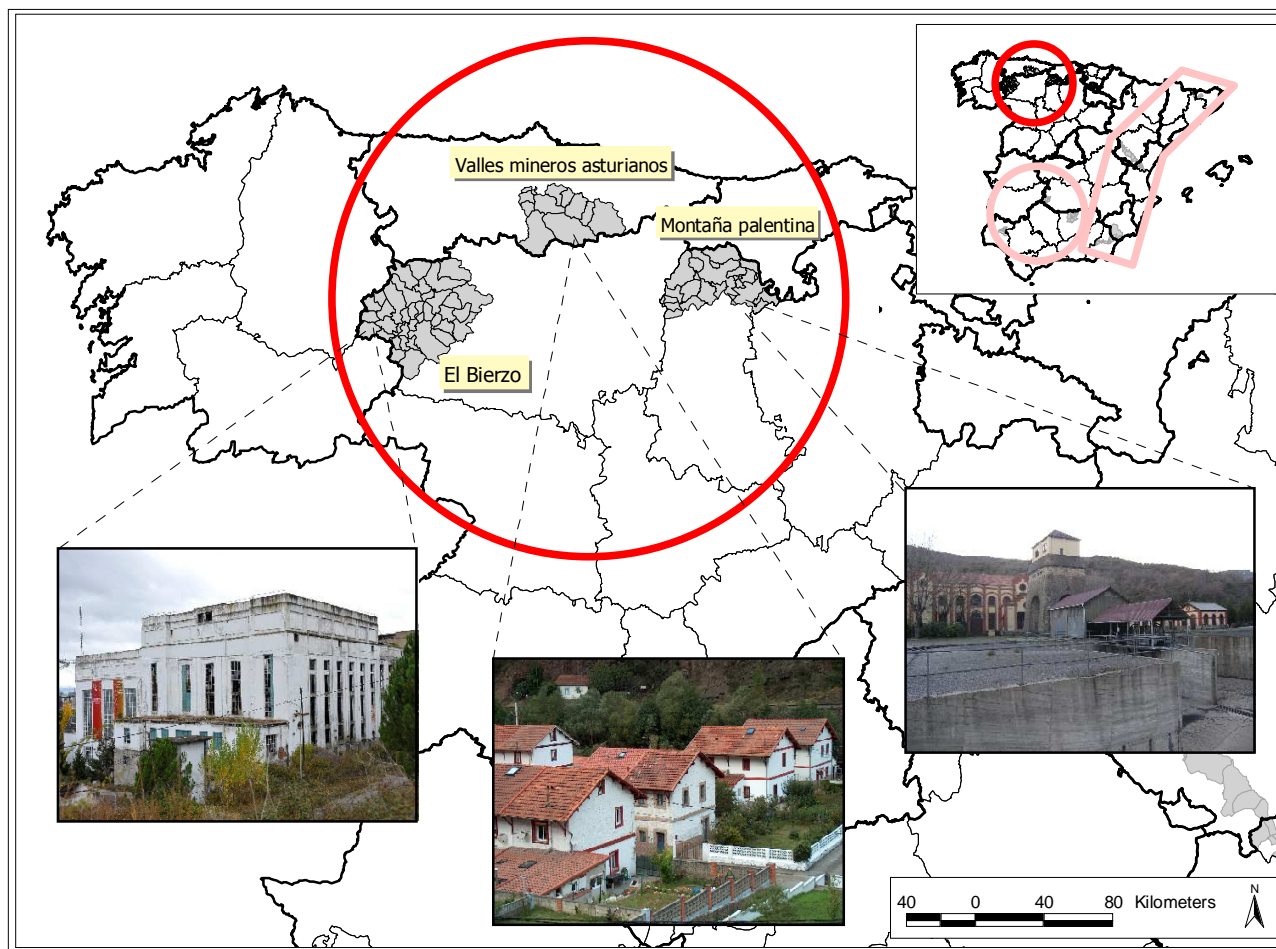 Valles mineros asturianos
Montaña palentina
El Bierzo
40 0 40 80 Kilometers
N